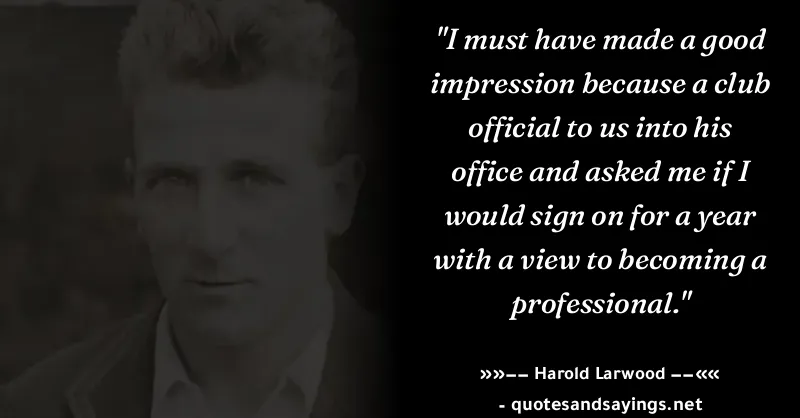 "I must have made a good
impression because a club
official to us into his
office and asked me if I
would sign on for a year
with a view to becoming a
professional."
»»–– Harold Larwood ––««
- quotesandsayings.net